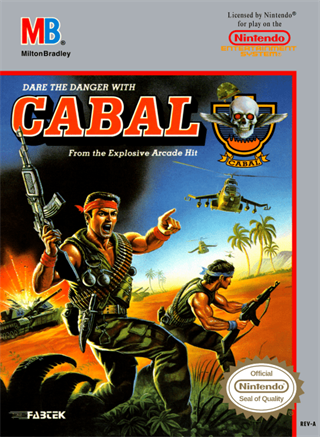 MB®
MiltonBradley
Licensed by Nintendo®
for play on the
Nintendo
ENTERTAINMENT
SYSTEM
DARE THE DANGER WITH
CABAL
From the Explosive Arcade Hit
CABAL
FABTEK
Official
Nintendo
Seal of Quality
REV-A